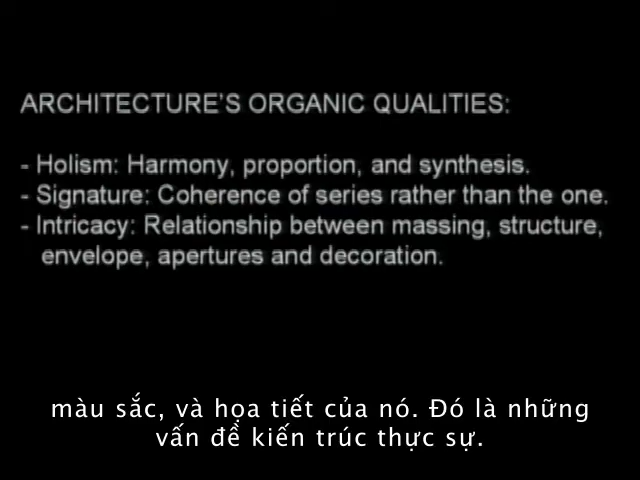 ARCHITECTURE'S ORGANIC QUALITIES:
- Holism: Harmony, proportion, and synthesis.
- Signature: Coherence of series rather than the one.
- Intricacy: Relationship between massing, structure,
envelope, apertures and decoration.
màu sắc, và họa tiết của nó. Đó là những
vấn đề kiến trúc thực sự.